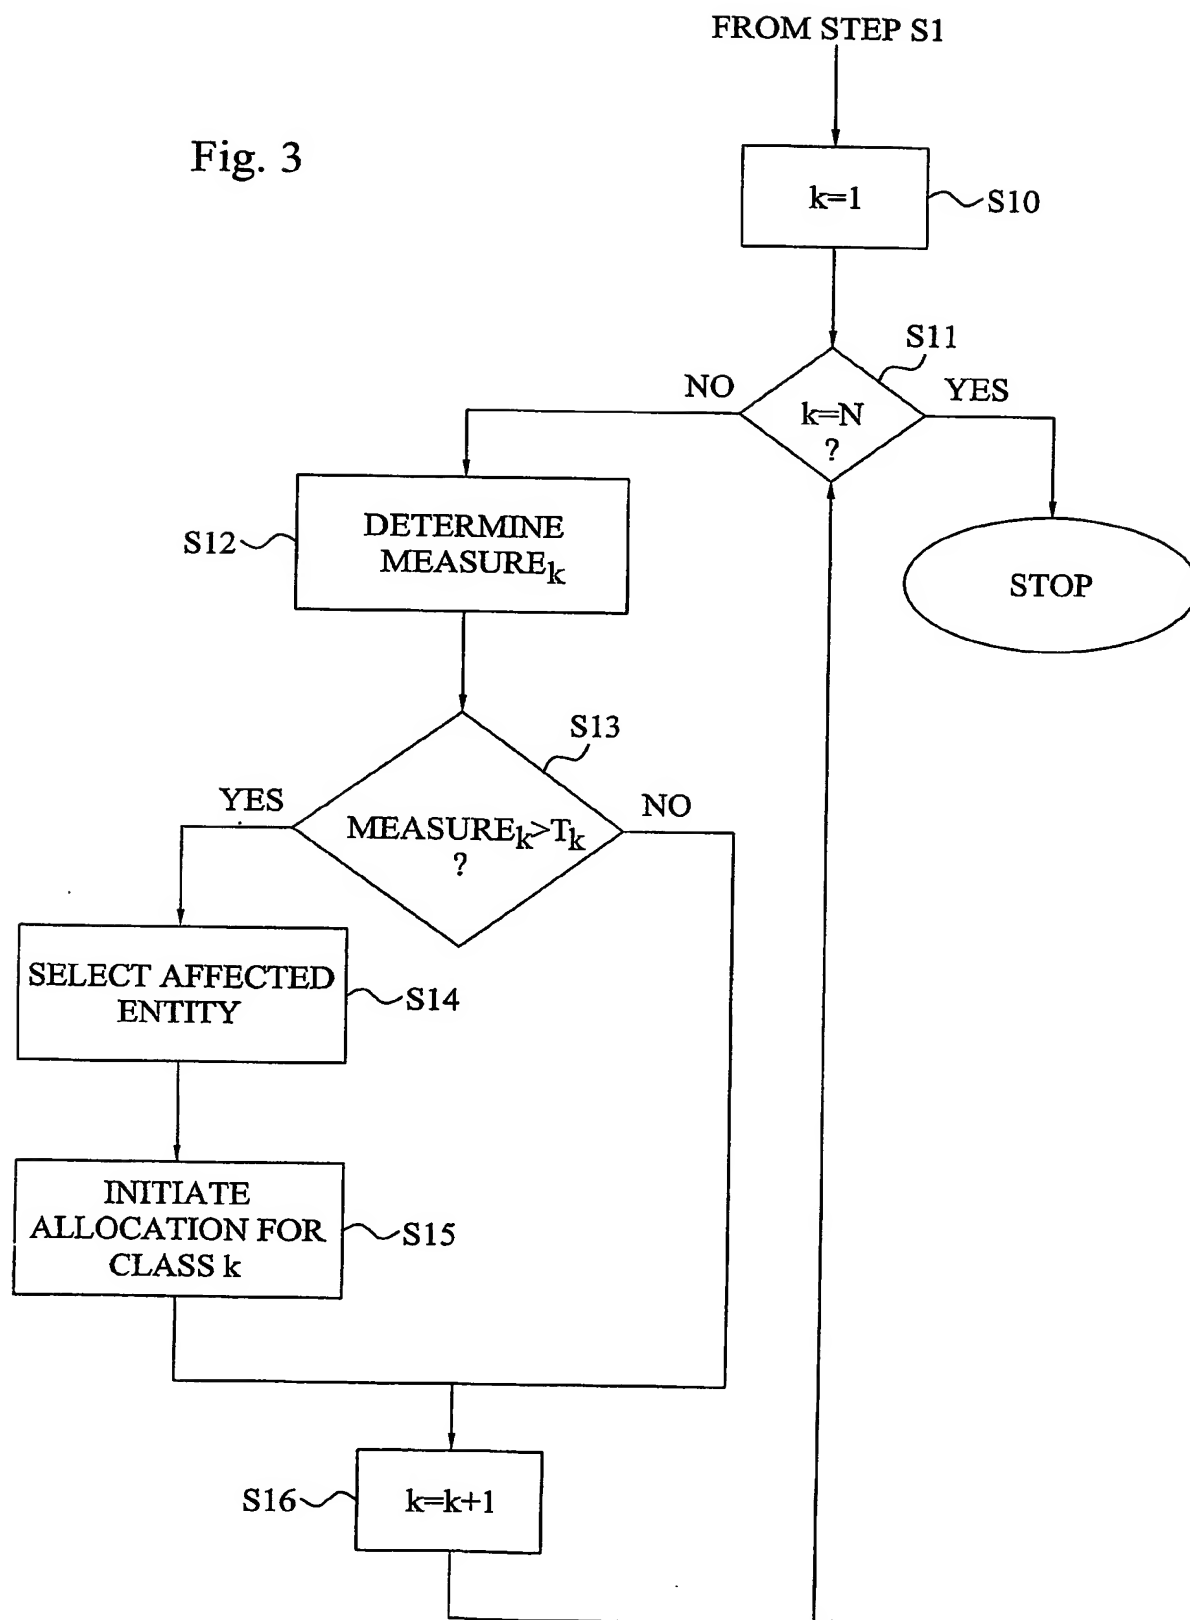 FROM STEP S1
Fig. 3
k=1
S10
S11
NO
YES
k=N
?
S12
DETERMINE
MEASUREk
STOP
S13
YES
NO
MEASUREk>Tk
?
SELECT AFFECTED
ENTITY
S14
INITIATE
ALLOCATION FOR
CLASS k
S15
S16
k=k+1